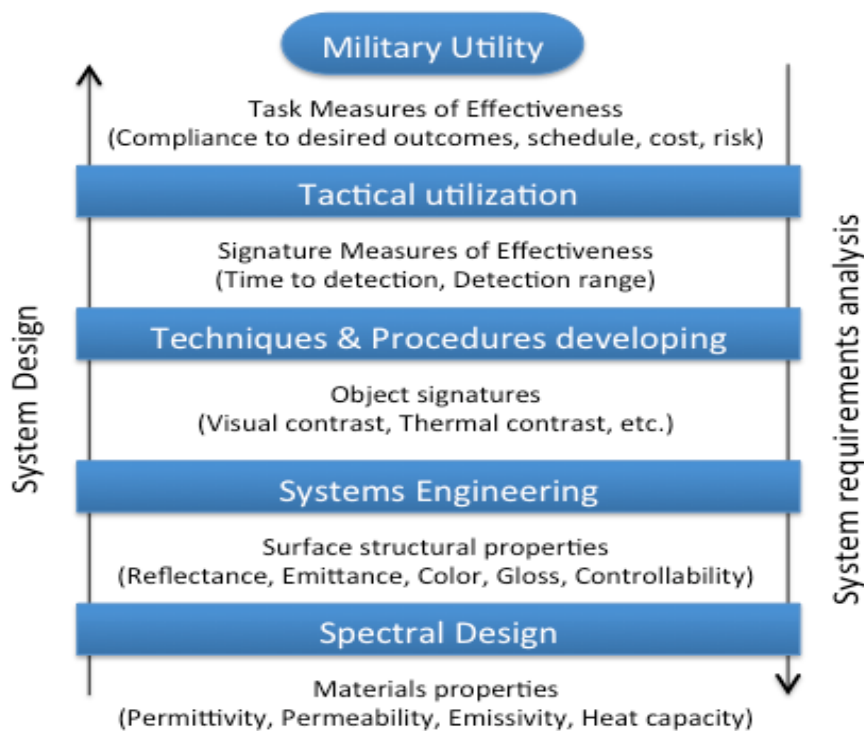 Military Utility
Task Measures of Effectiveness
(Compliance to desired outcomes, schedule, cost, risk)
Tactical utilization
Signature Measures of Effectiveness
(Time to detection, Detection range)
Techniques & Procedures developing
Object signatures
(Visual contrast, Thermal contrast, etc.)
Systems Engineering
Surface structural properties
(Reflectance, Emittance, Color, Gloss, Controllability)
Spectral Design
Materials properties
(Permittivity, Permeability, Emissivity, Heat capacity)
System Design
System requirements analysis